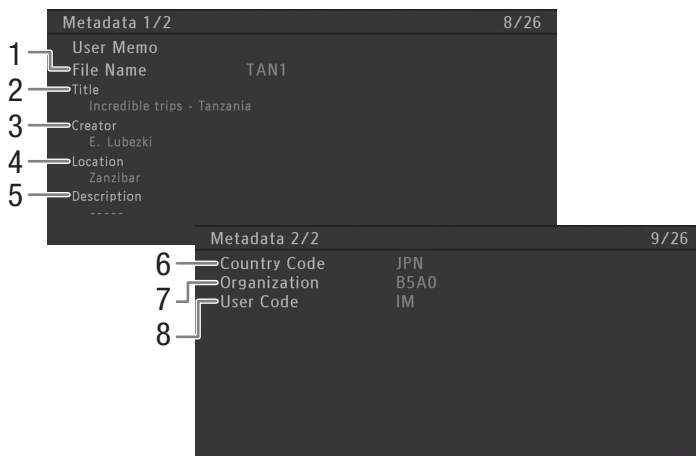 Metadata 1/2 8/26
User Memo
1 File Name TAN1
2 Title
Incredible trips - Tanzania
3 Creator
E. Lubezki
4 Location
Zanzibar
5 Description
-----
Metadata 2/2 9/26
6 Country Code JPN
7 Organization B5A0
8 User Code IM